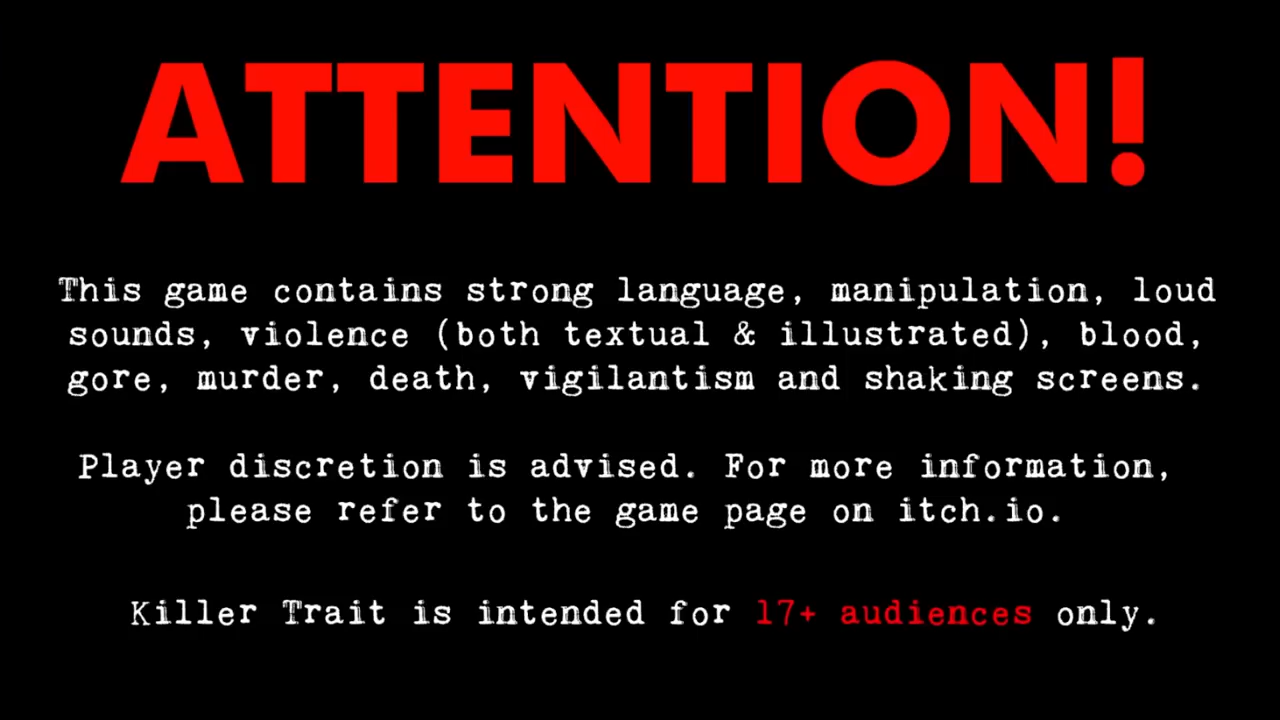 ATTENTION!
This game contains strong language, manipulation, loud
sounds, violence (both textual & illustrated), blood,
gore, murder, death, vigilantism and shaking screens.
Player discretion is advised. For more information,
please refer to the game page on itch.io.
Killer Trait is intended for 17+ audiences only.